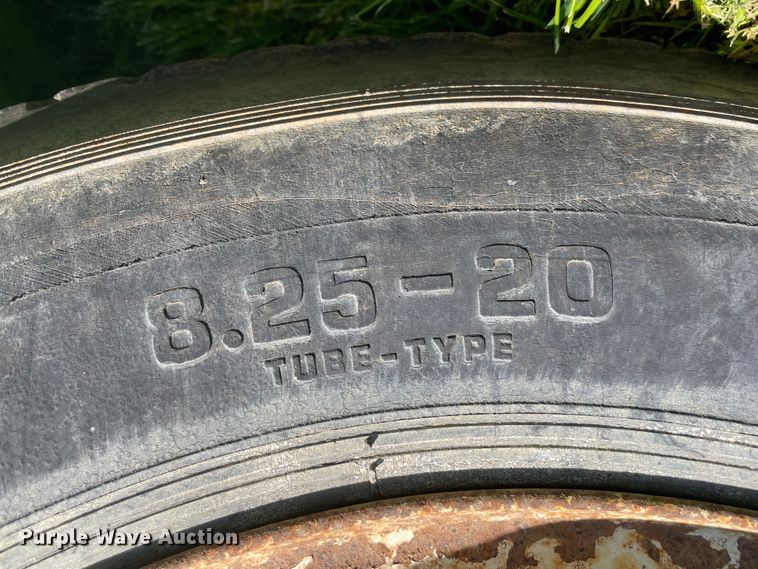 8.25-20
TUBE-TYPE
Purple Wave Auction